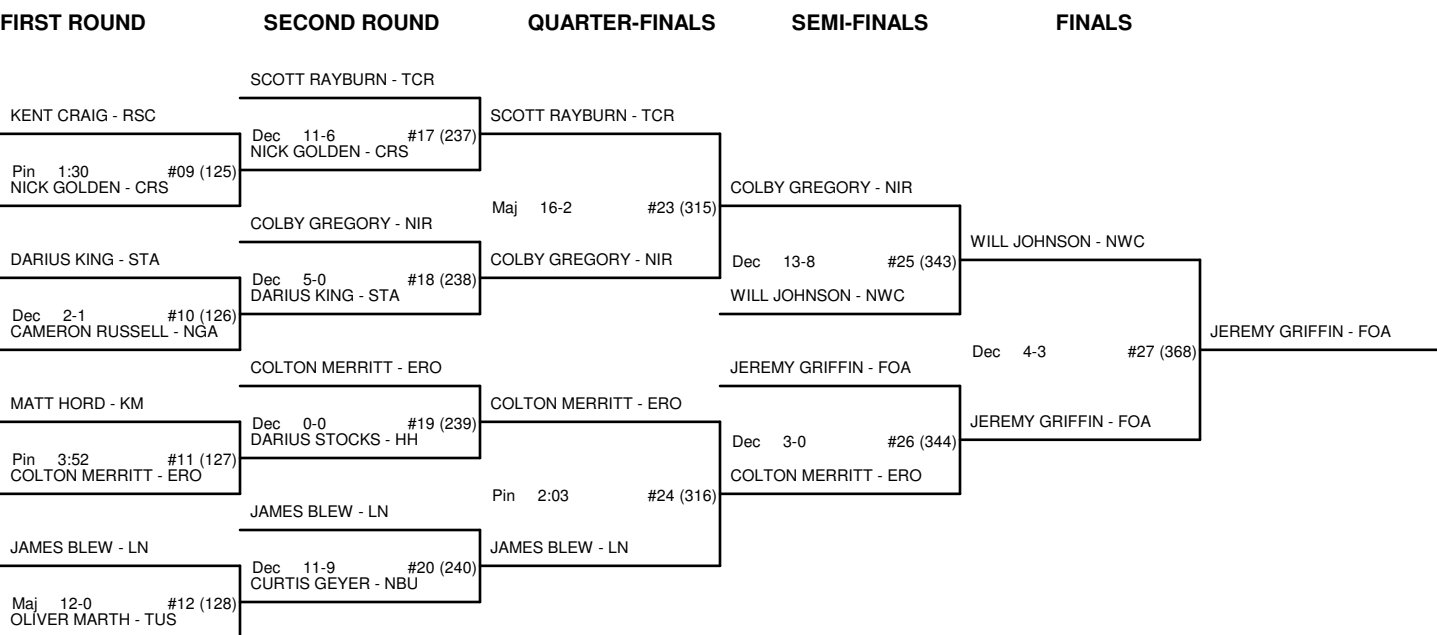 FIRST ROUND SECOND ROUND QUARTER-FINALS SEMI-FINALS FINALS
SCOTT RAYBURN - TCR
KENT CRAIG - RSC
SCOTT RAYBURN - TCR
Dec 11-6 #17 (237)
NICK GOLDEN - CRS
Pin 1:30 #09 (125)
NICK GOLDEN - CRS
COLBY GREGORY - NIR
Maj 16-2 #23 (315)
COLBY GREGORY - NIR
WILL JOHNSON - NWC
DARIUS KING - STA
COLBY GREGORY - NIR
Dec 13-8 #25 (343)
Dec 5-0 #18 (238)
DARIUS KING - STA
WILL JOHNSON - NWC
Dec 2-1 #10 (126)
CAMERON RUSSELL - NGA
JEREMY GRIFFIN - FOA
Dec 4-3 #27 (368)
COLTON MERRITT - ERO
JEREMY GRIFFIN - FOA
MATT HORD - KM
COLTON MERRITT - ERO
JEREMY GRIFFIN - FOA
Dec 0-0 #19 (239)
DARIUS STOCKS - HH
Dec 3-0 #26 (344)
Pin 3:52 #11 (127)
COLTON MERRITT - ERO
COLTON MERRITT - ERO
Pin 2:03 #24 (316)
JAMES BLEW - LN
JAMES BLEW - LN
JAMES BLEW - LN
Dec 11-9 #20 (240)
CURTIS GEYER - NBU
Maj 12-0 #12 (128)
OLIVER MARTH - TUS